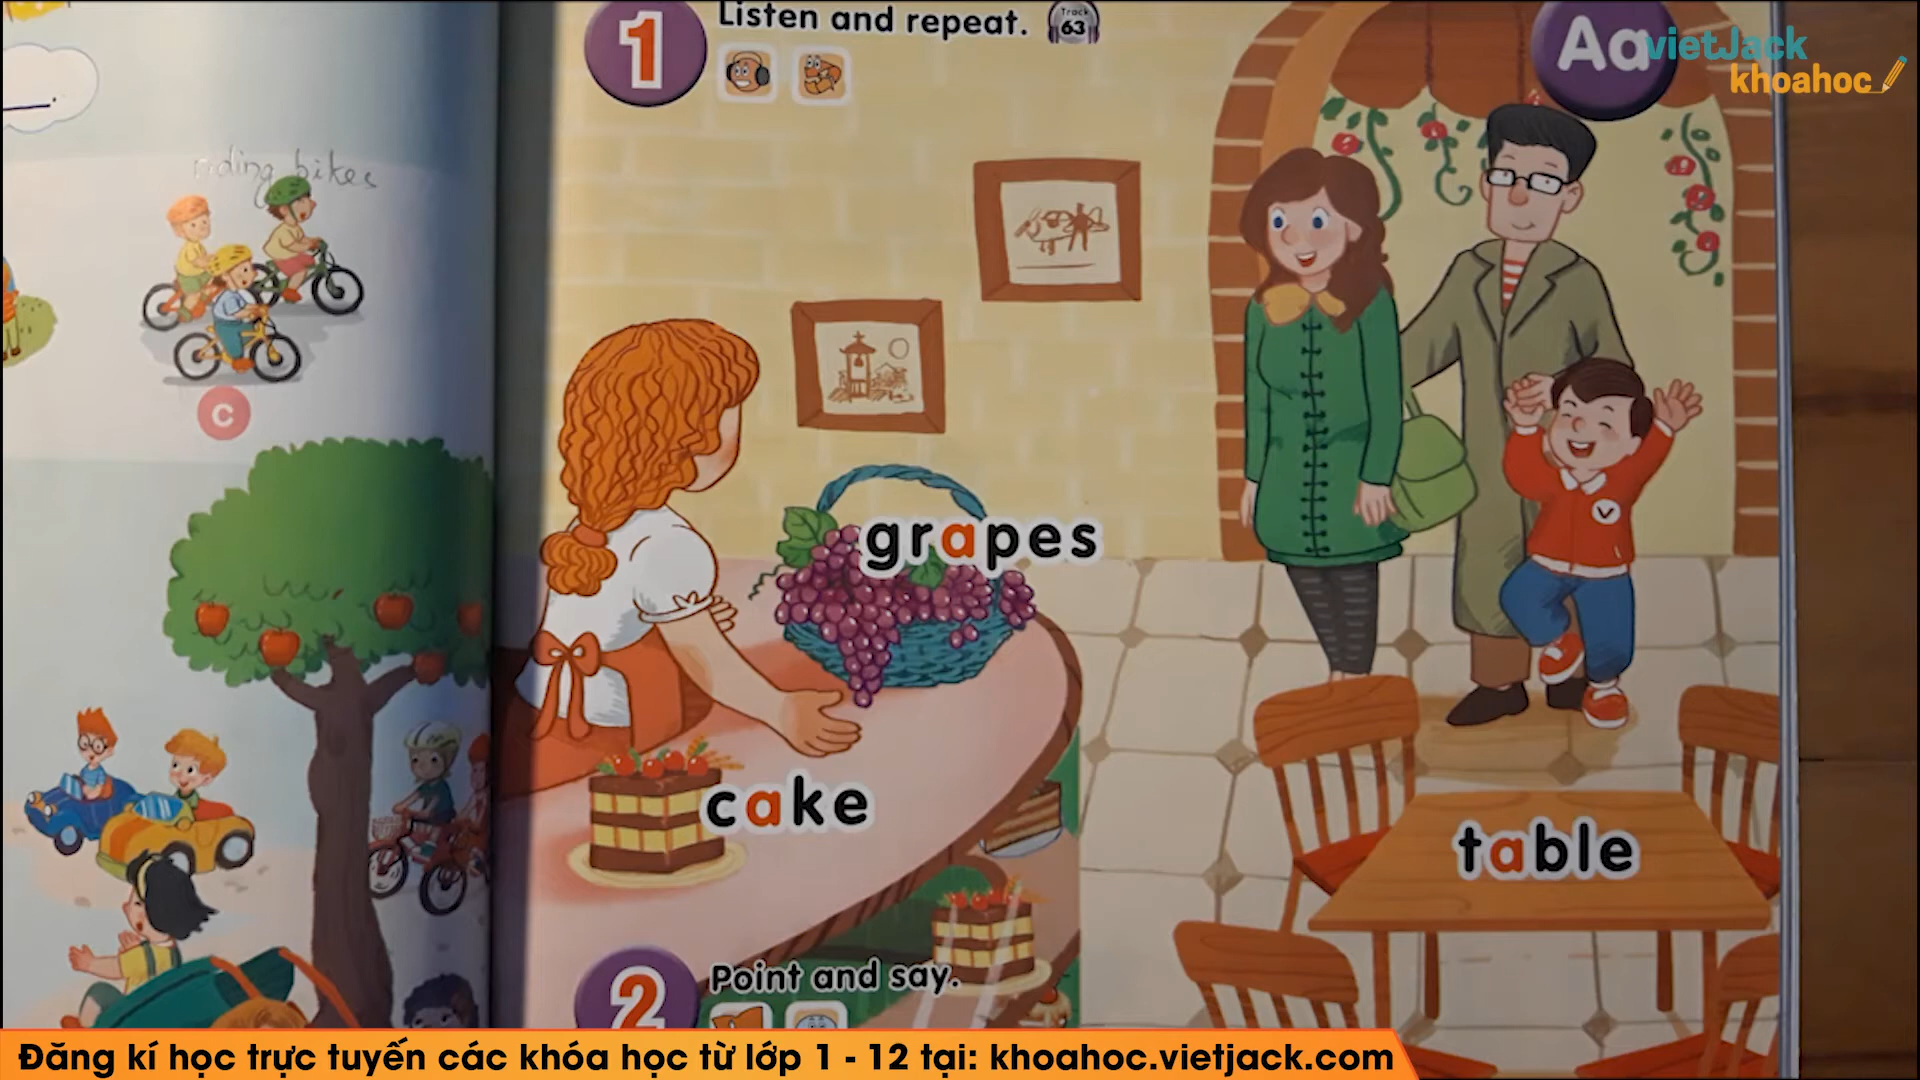 1
Listen and repeat.
Track
63
Aa
vietJack
khoahoc
riding bikes
C
grapes
cake
table
2
Point and say.
Đăng kí học trực tuyến các khóa học từ lớp 1 - 12 tại: khoahoc.vietjack.com